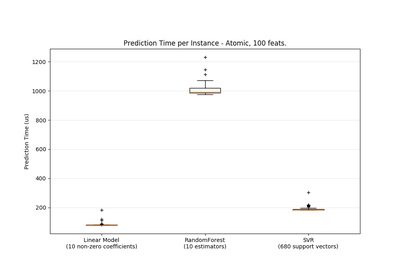 Prediction Time per Instance - Atomic, 100 feats.
1200
1000
800
600
400
200
Prediction Time (us)
Linear Model
(10 non-zero coefficients)
RandomForest
(10 estimators)
SVR
(680 support vectors)